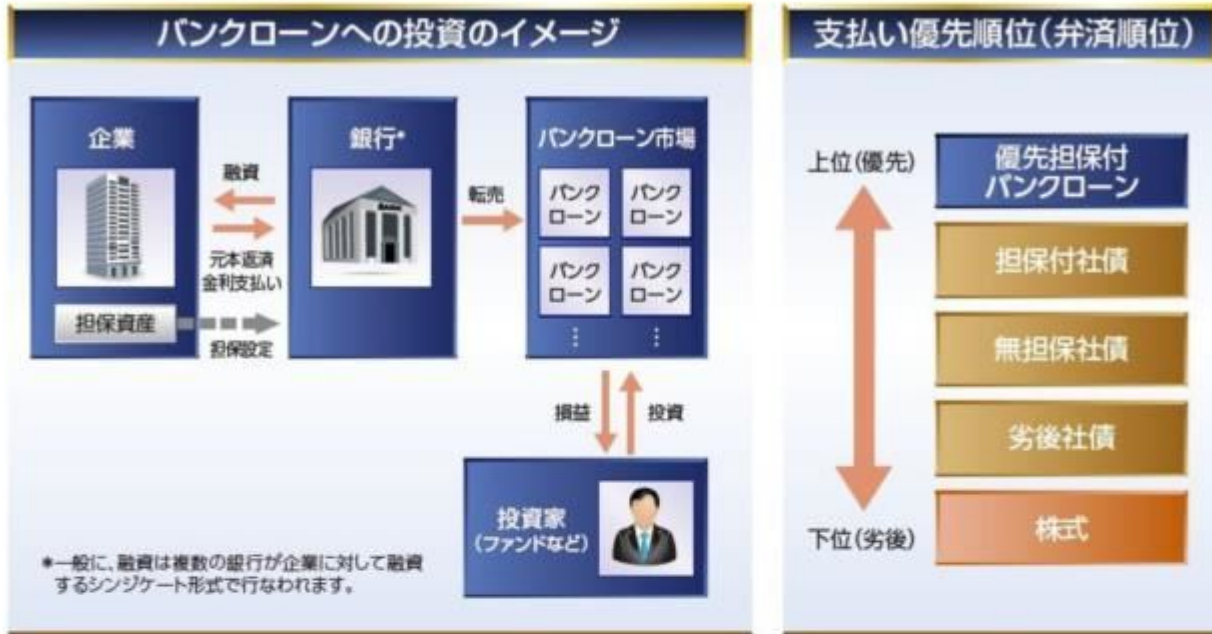 バンクローンへの投資のイメージ
企業
融資
元本返済
金利支払い
担保資産
担保設定
銀行*
BANK
転売
バンクローン市場
バンク
ローン
バンク
ローン
バンク
ローン
バンク
ローン
⋮ ⋮
損益
投資
投資家
(ファンドなど)
*一般に、融資は複数の銀行が企業に対して融資
するシンジケート形式で行なわれます。
支払い優先順位(弁済順位)
上位(優先)
下位(劣後)
優先担保付
バンクローン
担保付社債
無担保社債
劣後社債
株式